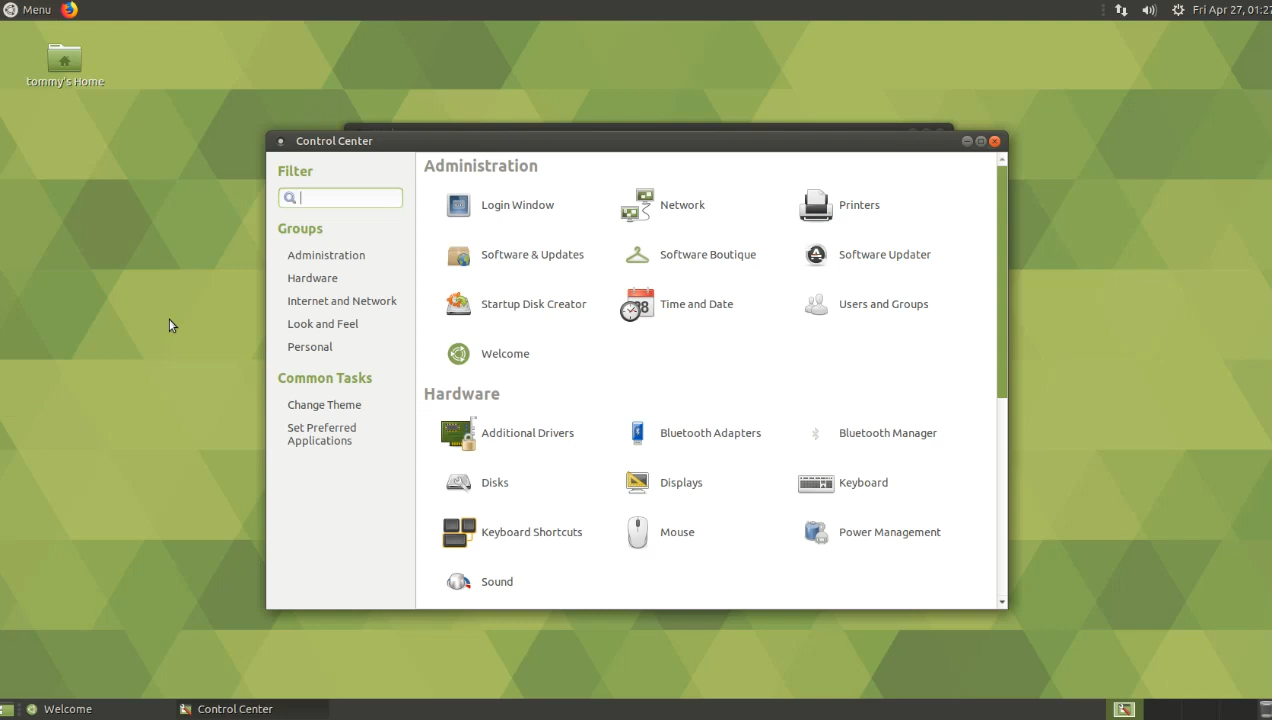 Menu
Fri Apr 27, 01:27
tommy's Home
Control Center
Filter
Groups
Administration
Hardware
Internet and Network
Look and Feel
Personal
Common Tasks
Change Theme
Set Preferred
Applications
Administration
Login Window
Network
Printers
Software & Updates
Software Boutique
Software Updater
Startup Disk Creator
Time and Date
Users and Groups
Welcome
Hardware
Additional Drivers
Bluetooth Adapters
Bluetooth Manager
Disks
Displays
Keyboard
Keyboard Shortcuts
Mouse
Power Management
Sound
Welcome
Control Center